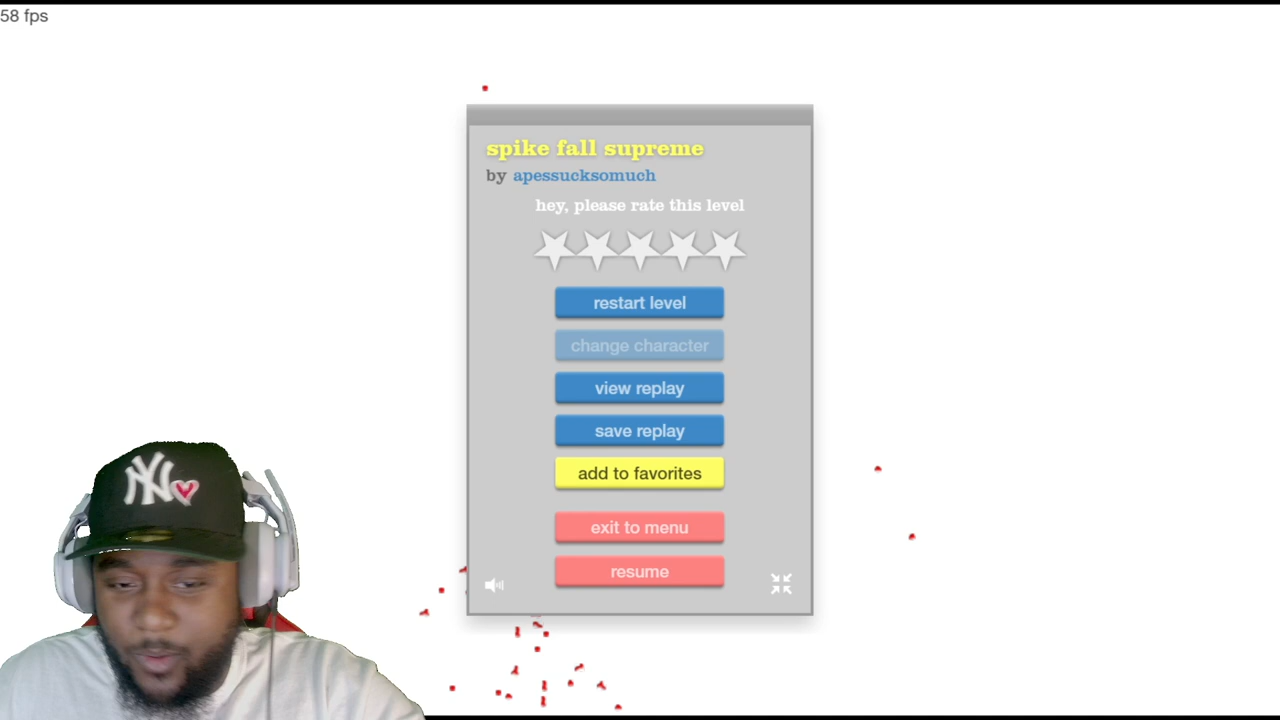 58 fps
spike fall supreme
by apessucksomuch
hey, please rate this level
restart level
change character
view replay
save replay
add to favorites
exit to menu
resume
NY